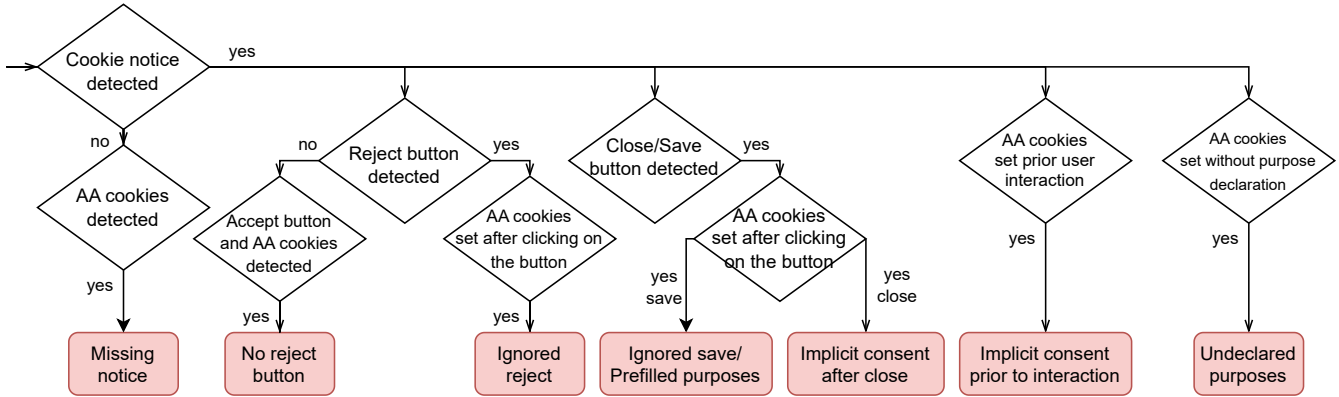 Cookie notice
detected
yes
no
AA cookies
detected
yes
Missing
notice
Reject button
detected
no
yes
Accept button
and AA cookies
detected
yes
No reject
button
AA cookies
set after clicking on
the button
yes
Ignored
reject
Close/Save
button detected
yes
AA cookies
set after clicking
on the button
yes
save
yes
close
Ignored save/
Prefilled purposes
Implicit consent
after close
AA cookies
set prior user
interaction
yes
Implicit consent
prior to interaction
AA cookies
set without purpose
declaration
yes
Undeclared
purposes